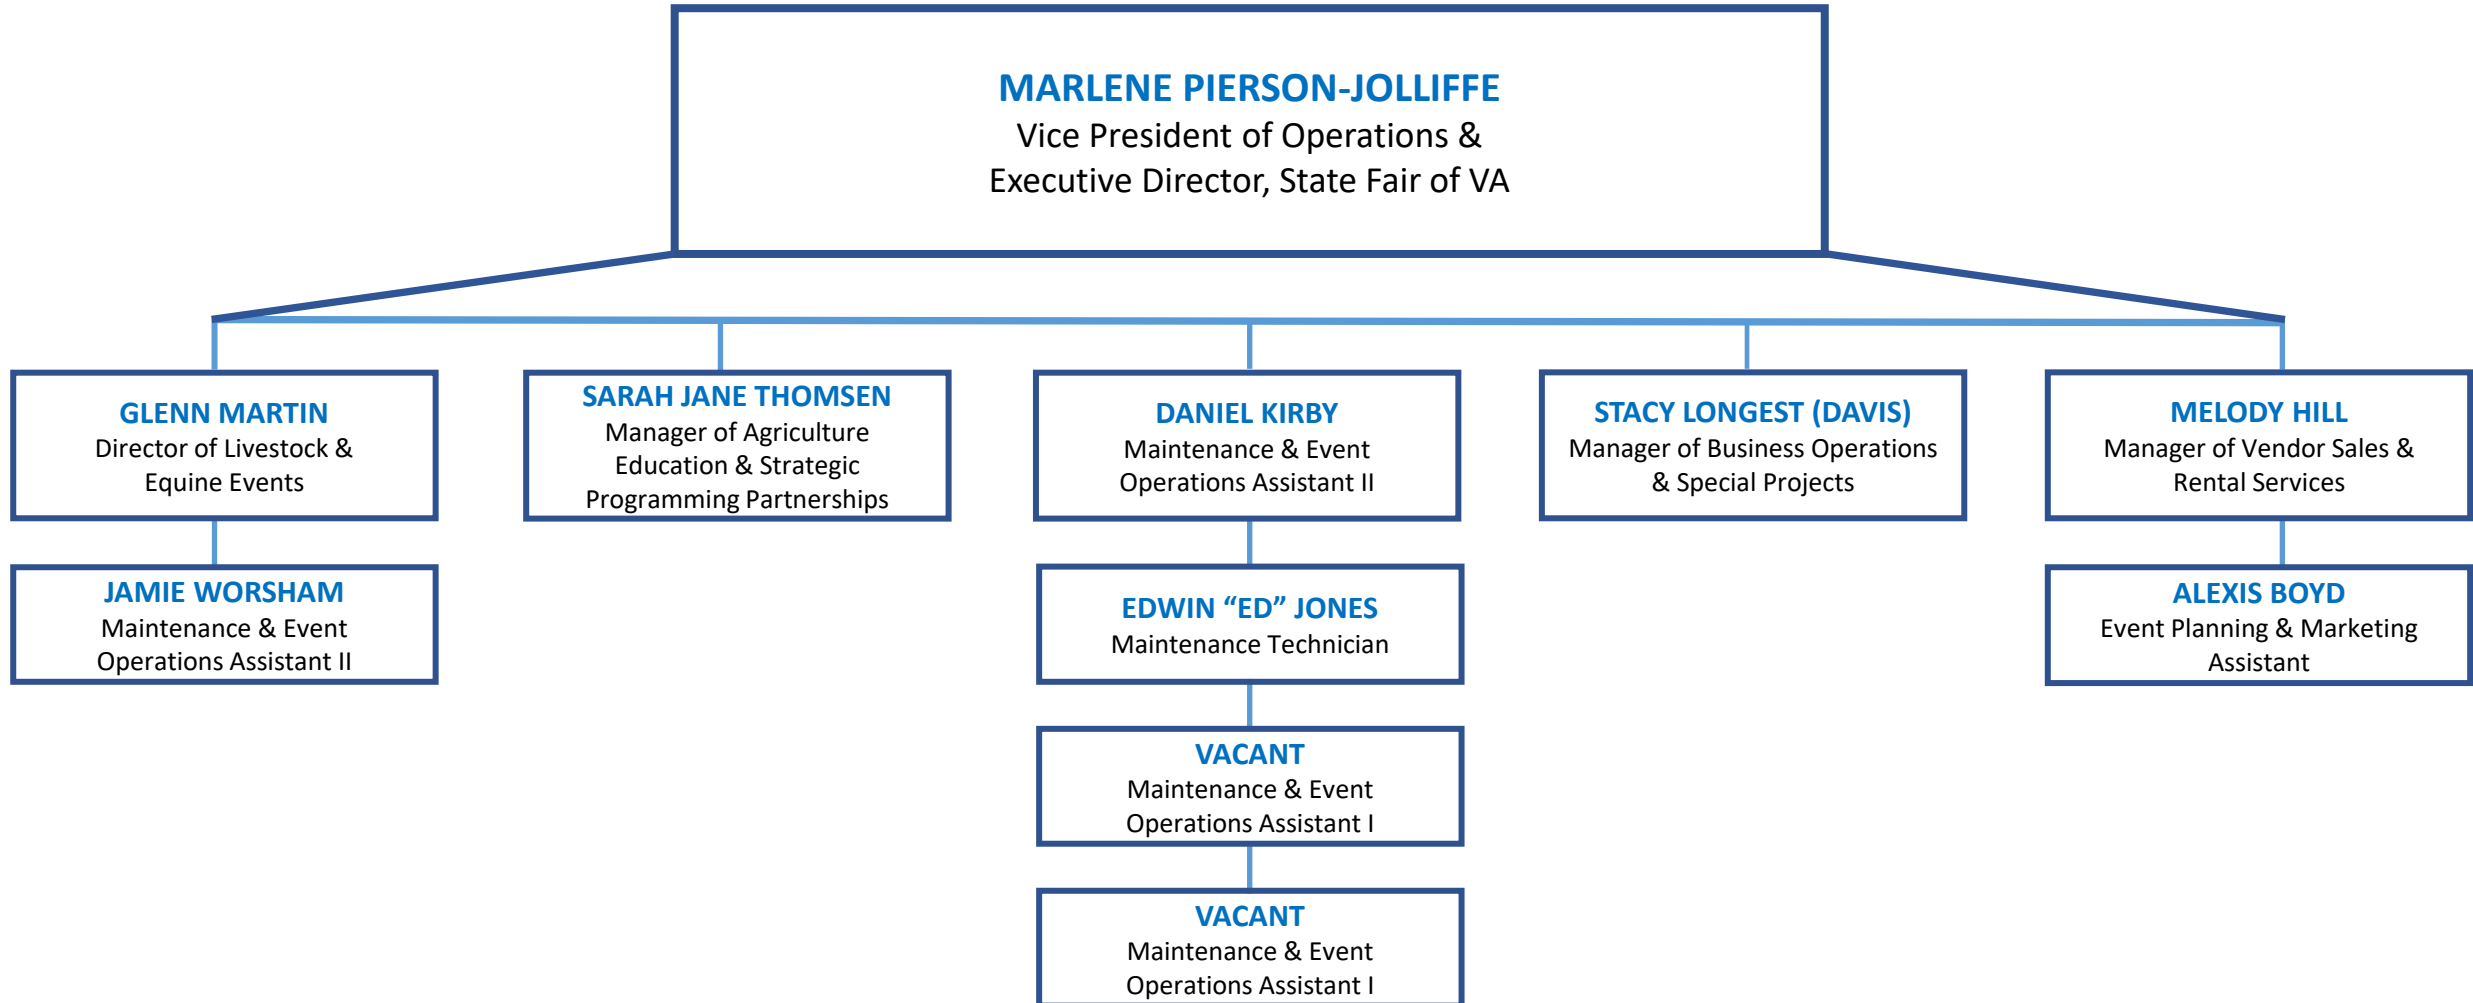 MARLENE PIERSON-JOLLIFFE
Vice President of Operations &
Executive Director, State Fair of VA
GLENN MARTIN
Director of Livestock &
Equine Events
SARAH JANE THOMSEN
Manager of Agriculture
Education & Strategic
Programming Partnerships
DANIEL KIRBY
Maintenance & Event
Operations Assistant II
STACY LONGEST (DAVIS)
Manager of Business Operations
& Special Projects
MELODY HILL
Manager of Vendor Sales &
Rental Services
JAMIE WORSHAM
Maintenance & Event
Operations Assistant II
EDWIN “ED” JONES
Maintenance Technician
ALEXIS BOYD
Event Planning & Marketing
Assistant
VACANT
Maintenance & Event
Operations Assistant I
VACANT
Maintenance & Event
Operations Assistant I